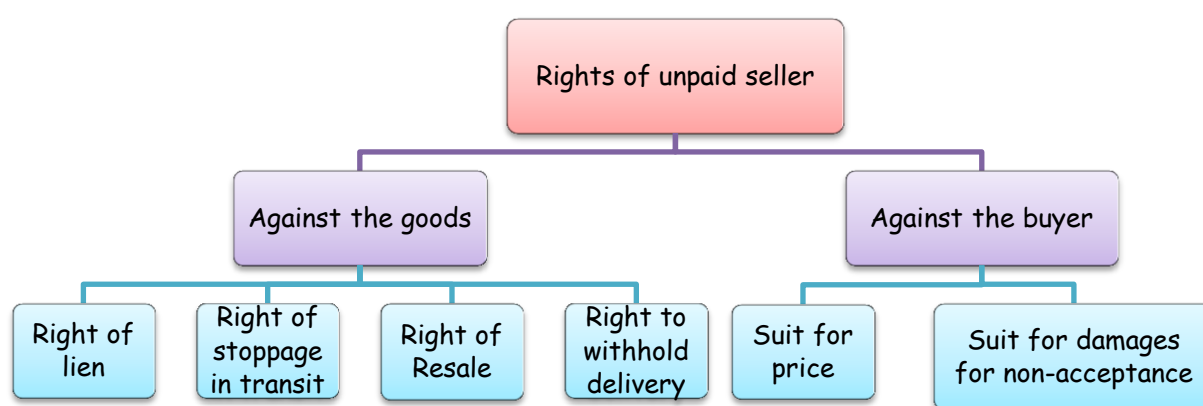 Rights of unpaid seller
Against the goods
Against the buyer
Right of
lien
Right of
stoppage
in transit
Right of
Resale
Right to
withhold
delivery
Suit for
price
Suit for damages
for non-acceptance